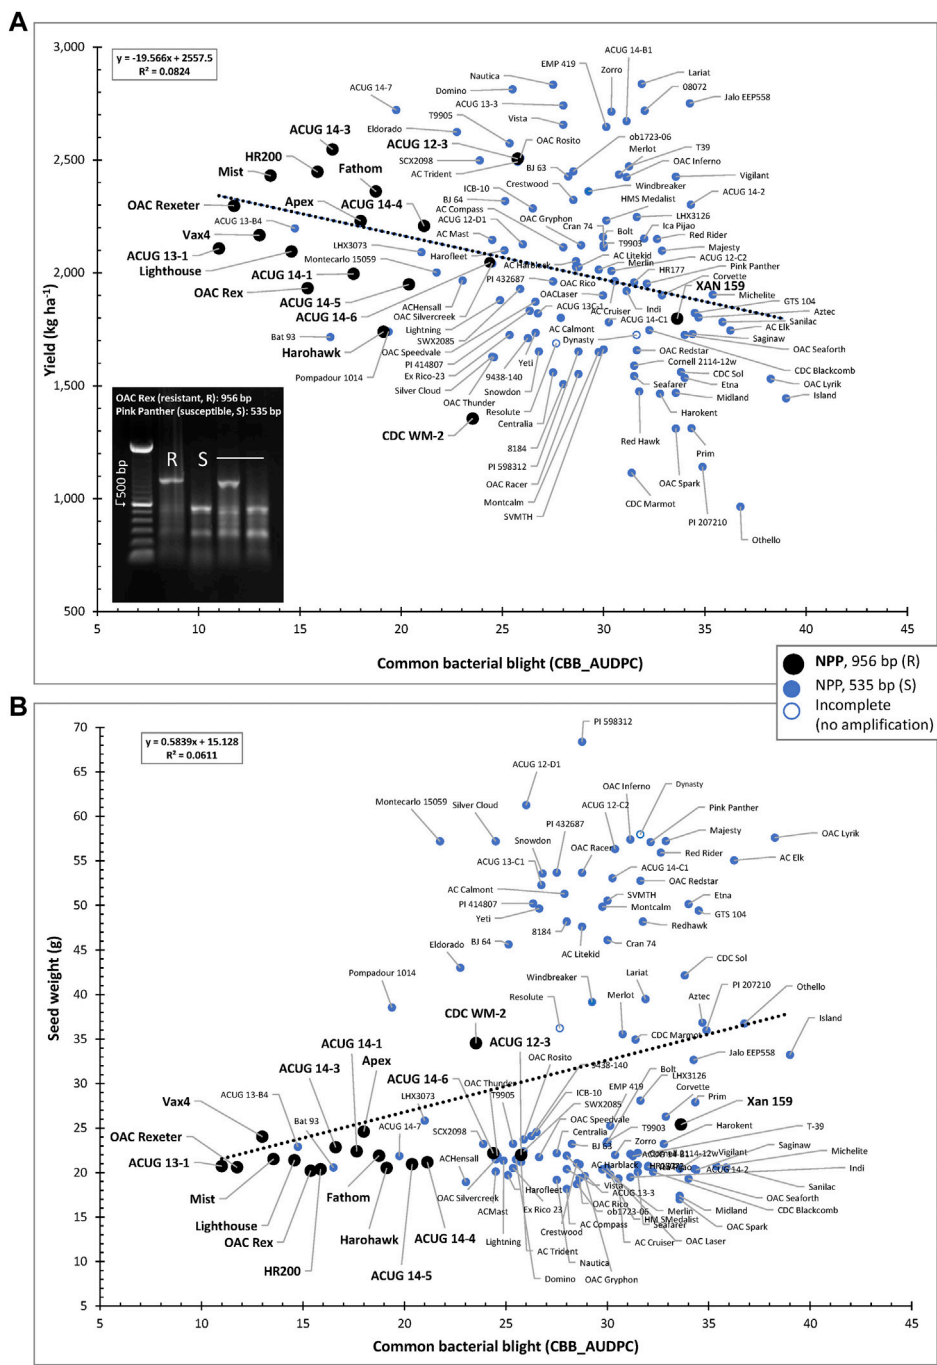 A
3,000
2,500
2,000
1,500
1,000
500
Yield (kg ha-1)
y = -19.566x + 2557.5
R² = 0.0824
ACUG 14-B1
EMP 419
Zorro
Lariat
Nautica
Domino
08072
ACUG 14-7
ACUG 13-3
Jalo EEP558
T9905
Vista
Eldorado
ACUG 14-3
ACUG 12-3
OAC Rosito
ob1723-06
Merlot
T39
HR200
SCX2098
AC Trident
BJ 63
OAC Inferno
Mist
Fathom
Crestwood
Windbreaker
Vigilant
ICB-10
HMS Medalist
ACUG 14-2
OAC Rexeter
Apex
ACUG 14-4
BJ 64
AC Compass
OAC Gryphon
Cran 74
LHX3126
Ica Pijao
ACUG 13-B4
ACUG 12-D1
Bolt
Red Rider
Vax4
AC Mast
T9903
Majesty
ACUG 13-1
LHX3073
Harofleet
AC Harblack
AC Litekid
ACUG 12-C2
Lighthouse
Montecarlo 15059
Merlin
Pink Panther
ACUG 14-1
PI 432687
OAC Rico
HR177
Corvette
OAC Rex
XAN 159
Michelite
ACUG 14-5
ACHensall
OACLaser
Indi
GTS 104
ACUG 14-6
OAC Silvercreek
ACUG 13C-1
AC Cruiser
ACUG 14-C1
Aztec
Sanilac
Bat 93
Lightning
AC Calmont
AC Elk
Harohawk
SWX2085
Dynasty
Saginaw
OAC Speedvale
OAC Redstar
OAC Seaforth
PI 414807
Yeti
Cornell 2114-12w
Pompadour 1014
Ex Rico-23
9438-140
CDC Sol
CDC Blackcomb
Silver Cloud
Snowdon
Seafarer
Etna
OAC Lyrik
OAC Thunder
Midland
Island
Resolute
Harokent
CDC WM-2
Centralia
8184
Red Hawk
Prim
PI 598312
OAC Racer
OAC Spark
Montcalm
CDC Marmot
SVMTH
PI 207210
Othello
OAC Rex (resistant, R): 956 bp
Pink Panther (susceptible, S): 535 bp
R
S
500 bp
5 10 15 20 25 30 35 40 45
Common bacterial blight (CBB_AUDPC)
NPP, 956 bp (R)
NPP, 535 bp (S)
Incomplete
(no amplification)
B
70
65
60
55
50
45
40
35
30
25
20
15
10
5
Seed weight (g)
y = 0.5839x + 15.128
R² = 0.0611
PI 598312
ACUG 12-D1
OAC Inferno
Dynasty
Montecarlo 15059
Silver Cloud
ACUG 12-C2
Pink Panther
PI 432687
Majesty
OAC Lyrik
Snowdon
OAC Racer
Red Rider
AC Elk
ACUG 13-C1
ACUG 14-C1
OAC Redstar
AC Calmont
SVMTH
Etna
PI 414807
Montcalm
GTS 104
Yeti
8184
Redhawk
Eldorado
BJ 64
AC Litekid
Cran 74
CDC Sol
Pompadour 1014
Windbreaker
Lariat
PI 207210
Othello
Resolute
Merlot
Aztec
Island
CDC WM-2
CDC Marmot
ACUG 14-1
ACUG 12-3
Jalo EEP558
Apex
OAC Rosito
Bolt
ACUG 14-3
9438-140
LHX3126
ACUG 14-6
OAC Thunder
EMP 419
Corvette
Vax4
ACUG 13-B4
LHX3073
T9905
ICB-10
Prim
Xan 159
SWX2085
Bat 93
OAC Speedvale
Harokent
T-39
OAC Rexeter
ACUG 14-7
SCX2098
Centralia
T9903
Zorro
Saginaw
ACUG 13-1
BJ 63
Vigilant
Michelite
ACHensall
AC Harblack
ACUG 14-2
Indi
Mist
Fathom
OAC Silvercreek
Harofleet
Vista
ACUG 13-3
Sanilac
OAC Rico
OAC Seaforth
Lighthouse
ACMast
Ex Rico 23
ob1723-06
Merlin
Midland
CDC Blackcomb
OAC Rex
Harohawk
ACUG 14-4
Crestwood
AC Compass
HM SMedalist
Seafarer
OAC Spark
HR200
ACUG 14-5
Lightning
AC Trident
AC Cruiser
OAC Laser
Nautica
Domino
OAC Gryphon
5 10 15 20 25 30 35 40 45
Common bacterial blight (CBB_AUDPC)